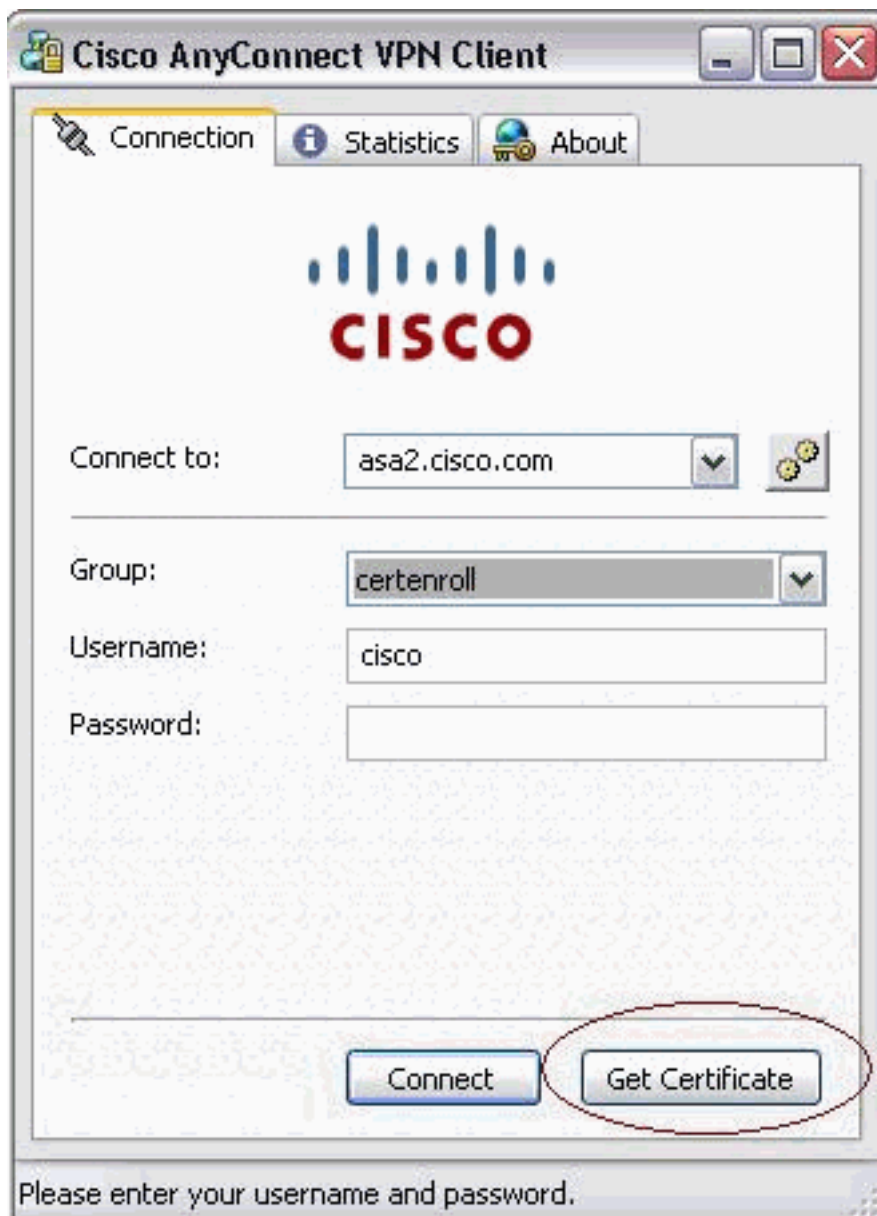 Cisco AnyConnect VPN Client
Connection Statistics About
CISCO
Connect to: asa2.cisco.com
Group: certenroll
Username: cisco
Password:
Connect Get Certificate
Please enter your username and password.